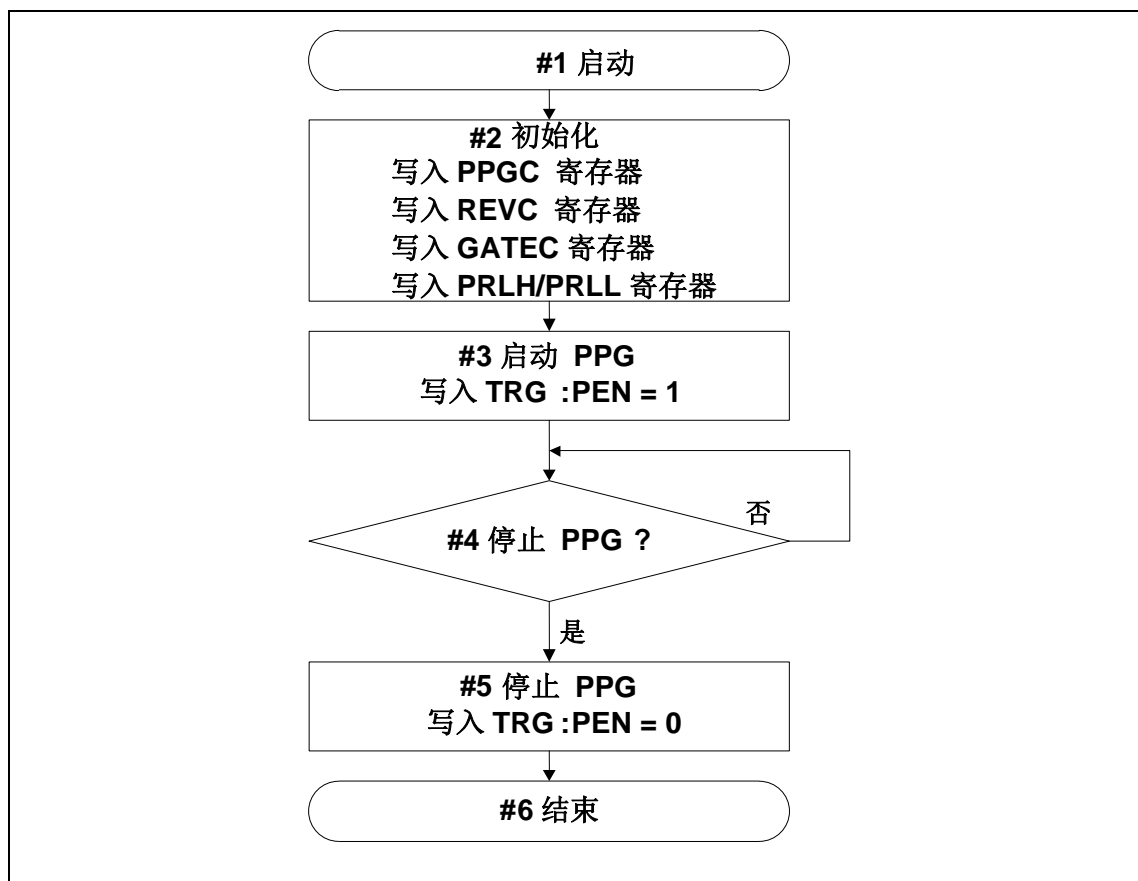 #1 启动
#2 初始化
写入 PPGC 寄存器
写入 REVC 寄存器
写入 GATEC 寄存器
写入 PRLH/PRLL 寄存器
#3 启动 PPG
写入 TRG :PEN = 1
否
#4 停止 PPG ?
是
#5 停止 PPG
写入 TRG :PEN = 0
#6 结束